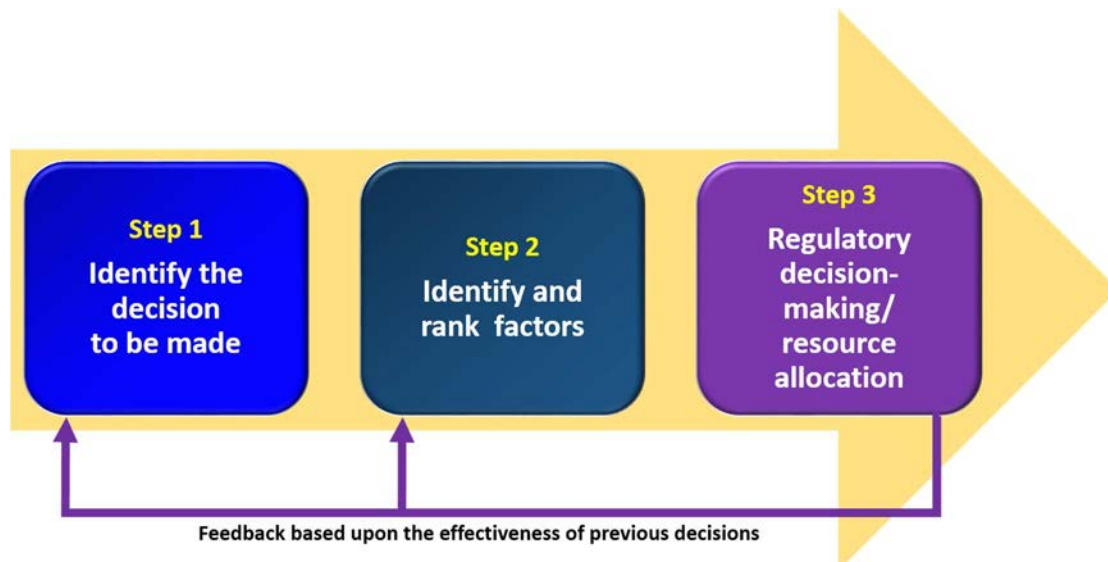 Step 1
Identify the
decision
to be made
Step 2
Identify and
rank factors
Step 3
Regulatory
decision-
making/
resource
allocation
Feedback based upon the effectiveness of previous decisions